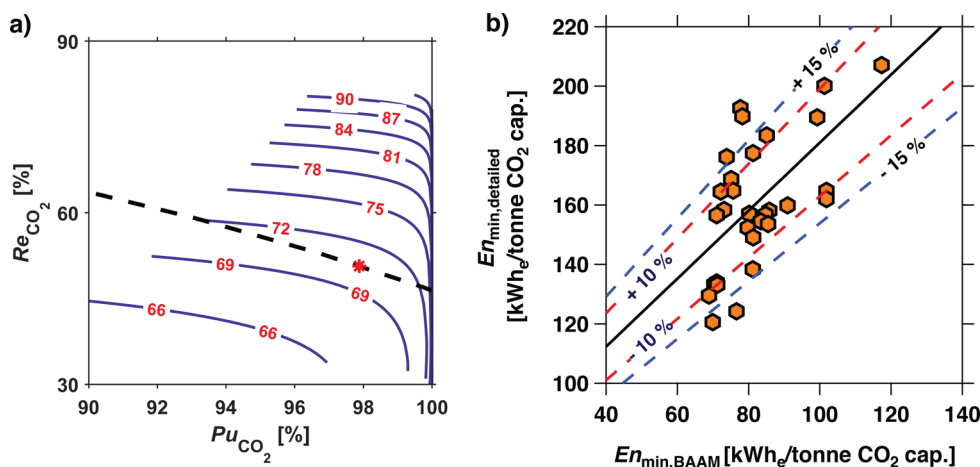 a)
90
60
30
Re_CO2 [%]
90
87
84
81
78
75
72
69
69
66
66
90 92 94 96 98 100
Pu_CO2 [%]
b)
220
200
180
160
140
120
100
En_min,detailed
[kWh_e/tonne CO2 cap.]
+ 15 %
- 15 %
+ 10 %
- 10 %
40 60 80 100 120 140
En_min,BAAM [kWh_e/tonne CO2 cap.]